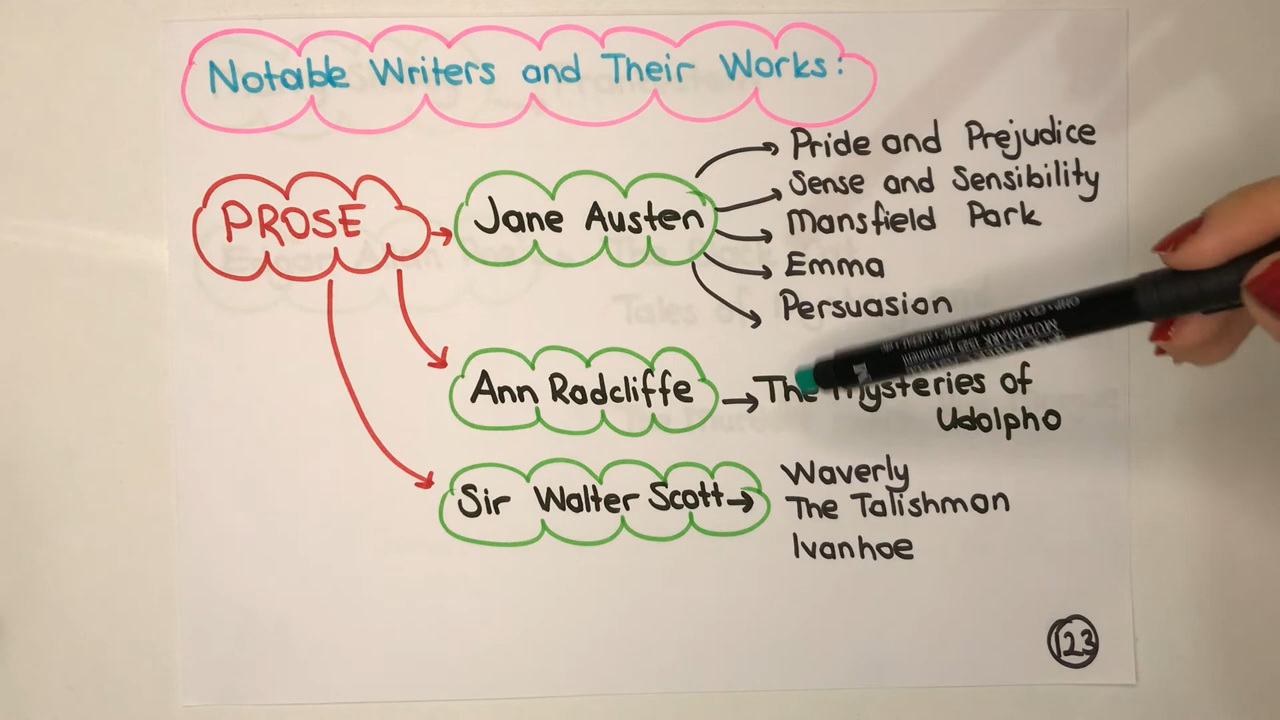 Notable Writers and Their Works:
PROSE
Jane Austen
Pride and Prejudice
Sense and Sensibility
Mansfield Park
Emma
Persuasion
Ann Radcliffe
The Mysteries of
Udolpho
Sir Walter Scott
Waverly
The Talishman
Ivanhoe
123